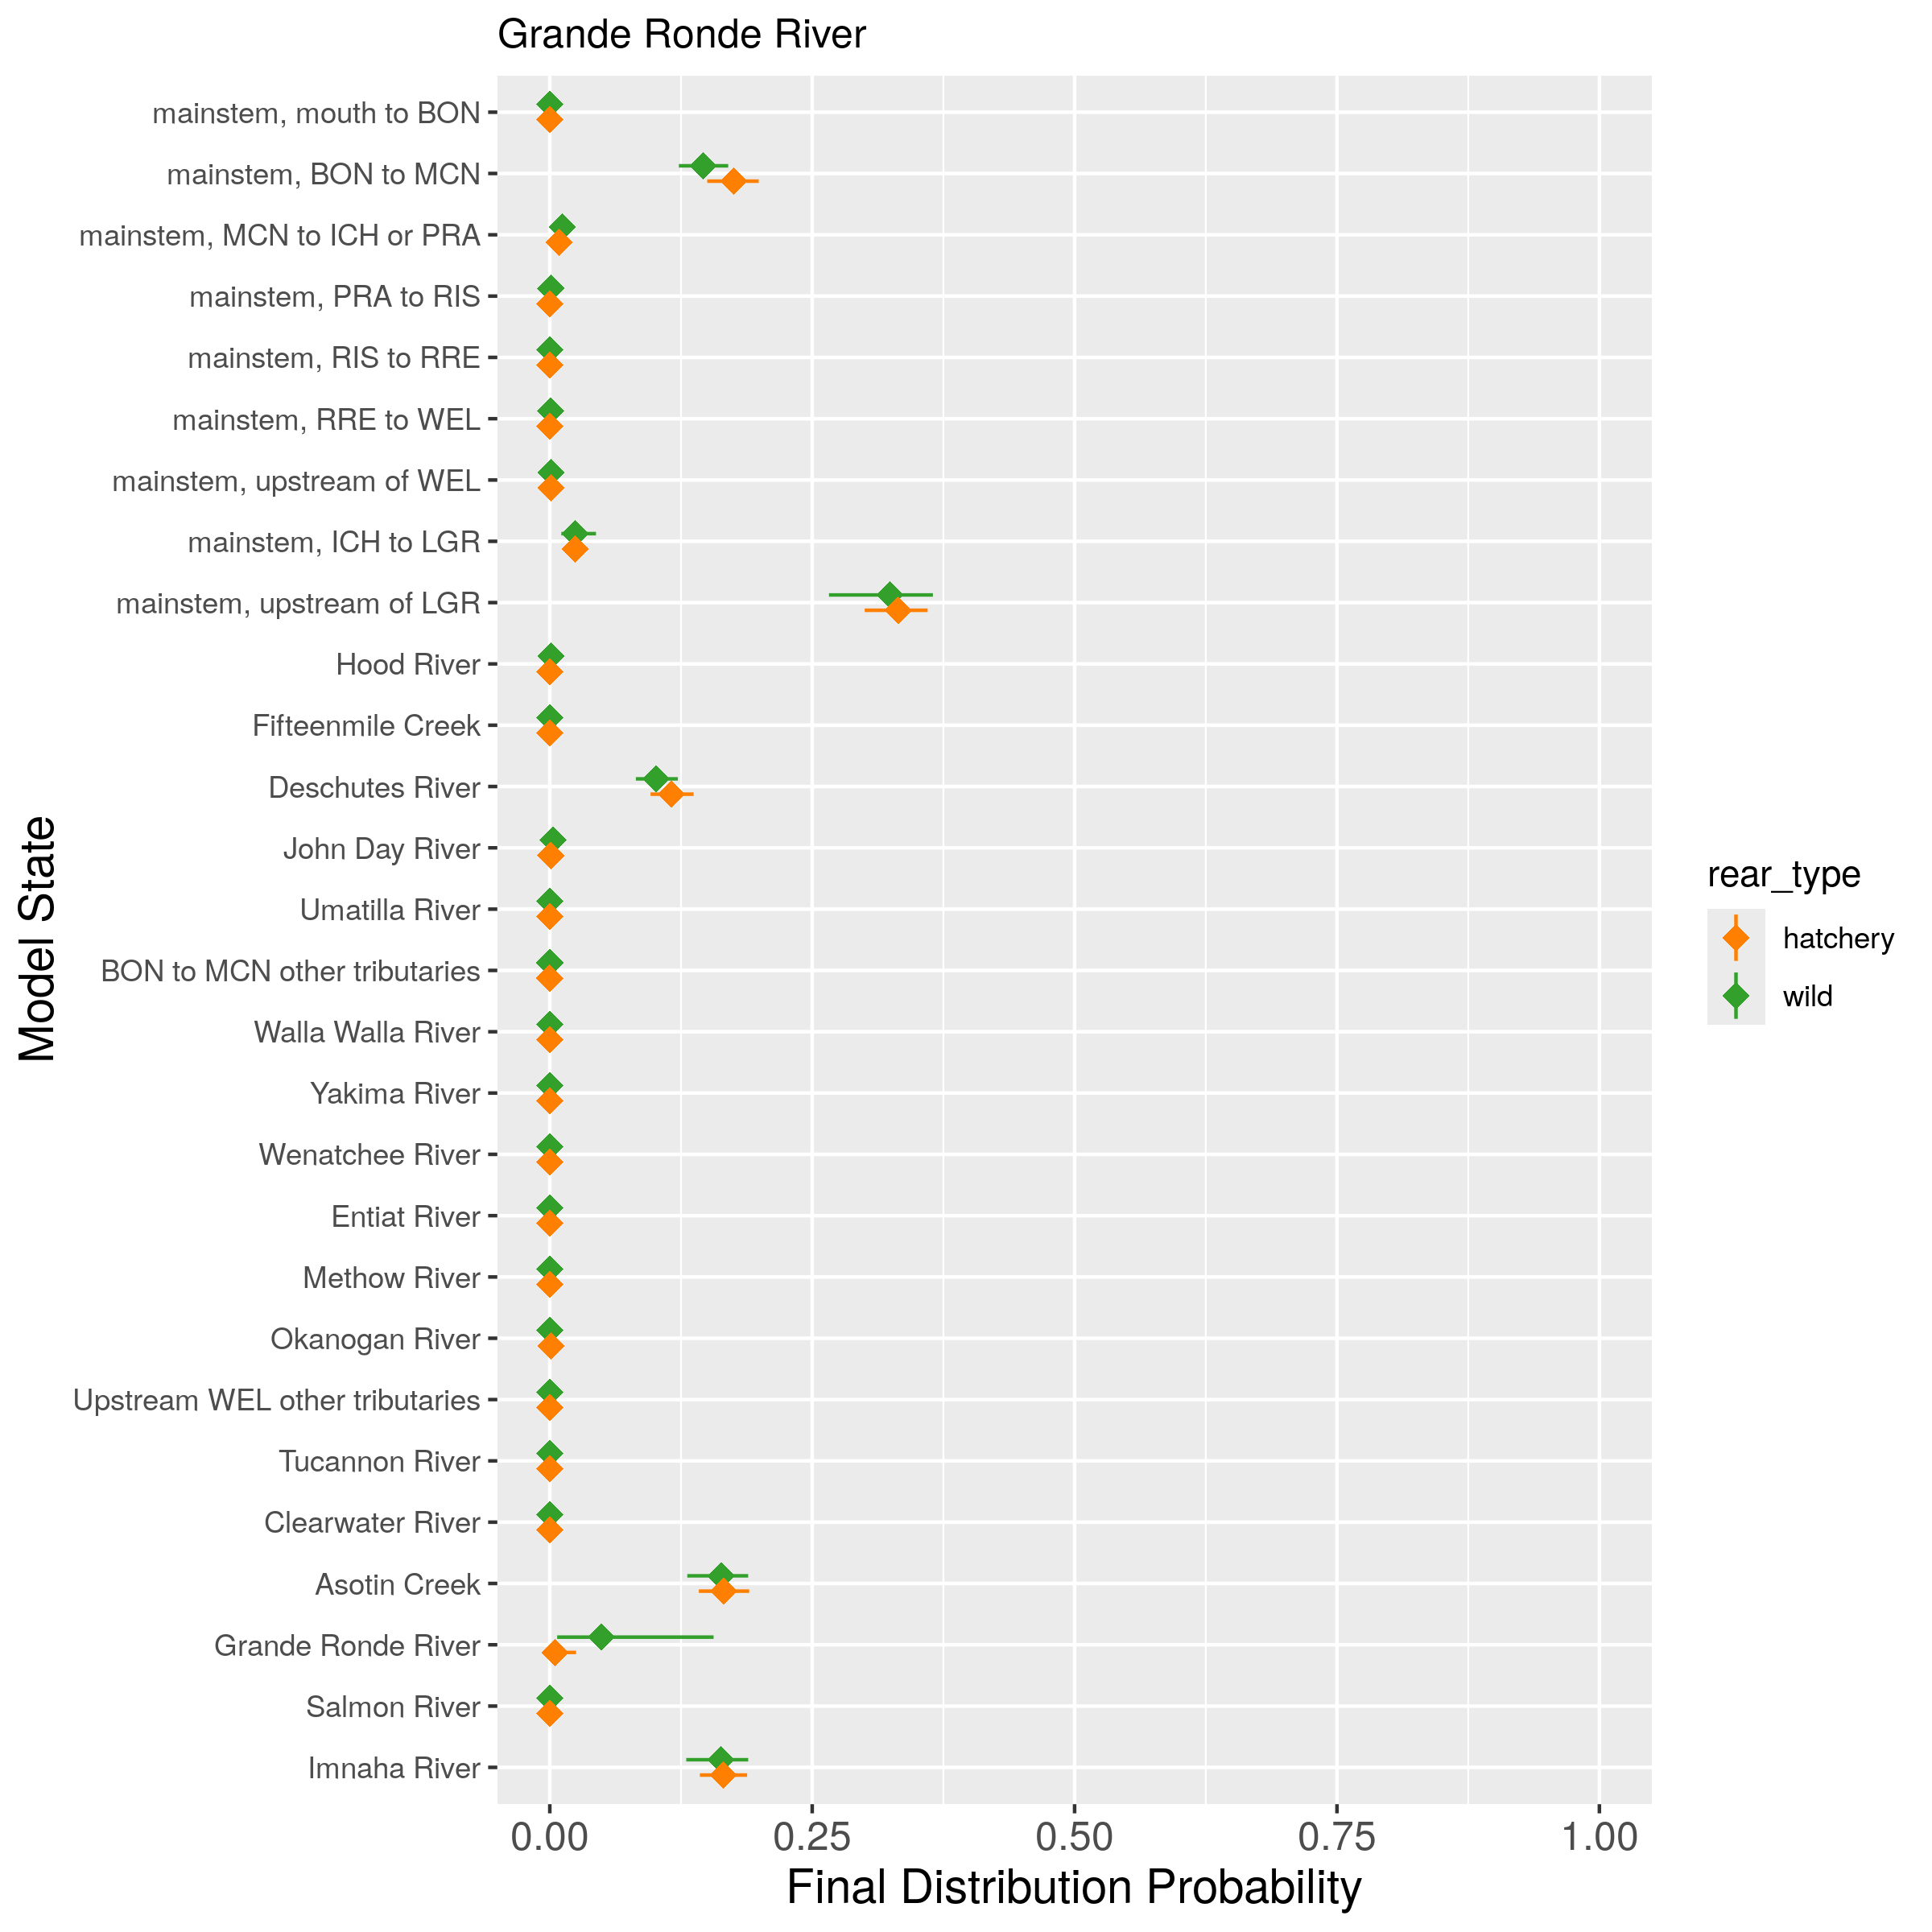 Grande Ronde River
mainstem, mouth to BON
mainstem, BON to MCN
mainstem, MCN to ICH or PRA
mainstem, PRA to RIS
mainstem, RIS to RRE
mainstem, RRE to WEL
mainstem, upstream of WEL
mainstem, ICH to LGR
mainstem, upstream of LGR
Hood River
Fifteenmile Creek
Deschutes River
John Day River
Umatilla River
BON to MCN other tributaries
Walla Walla River
Yakima River
Wenatchee River
Entiat River
Methow River
Okanogan River
Upstream WEL other tributaries
Tucannon River
Clearwater River
Asotin Creek
Grande Ronde River
Salmon River
Imnaha River
Model State
0.00 0.25 0.50 0.75 1.00
Final Distribution Probability
rear_type
hatchery
wild